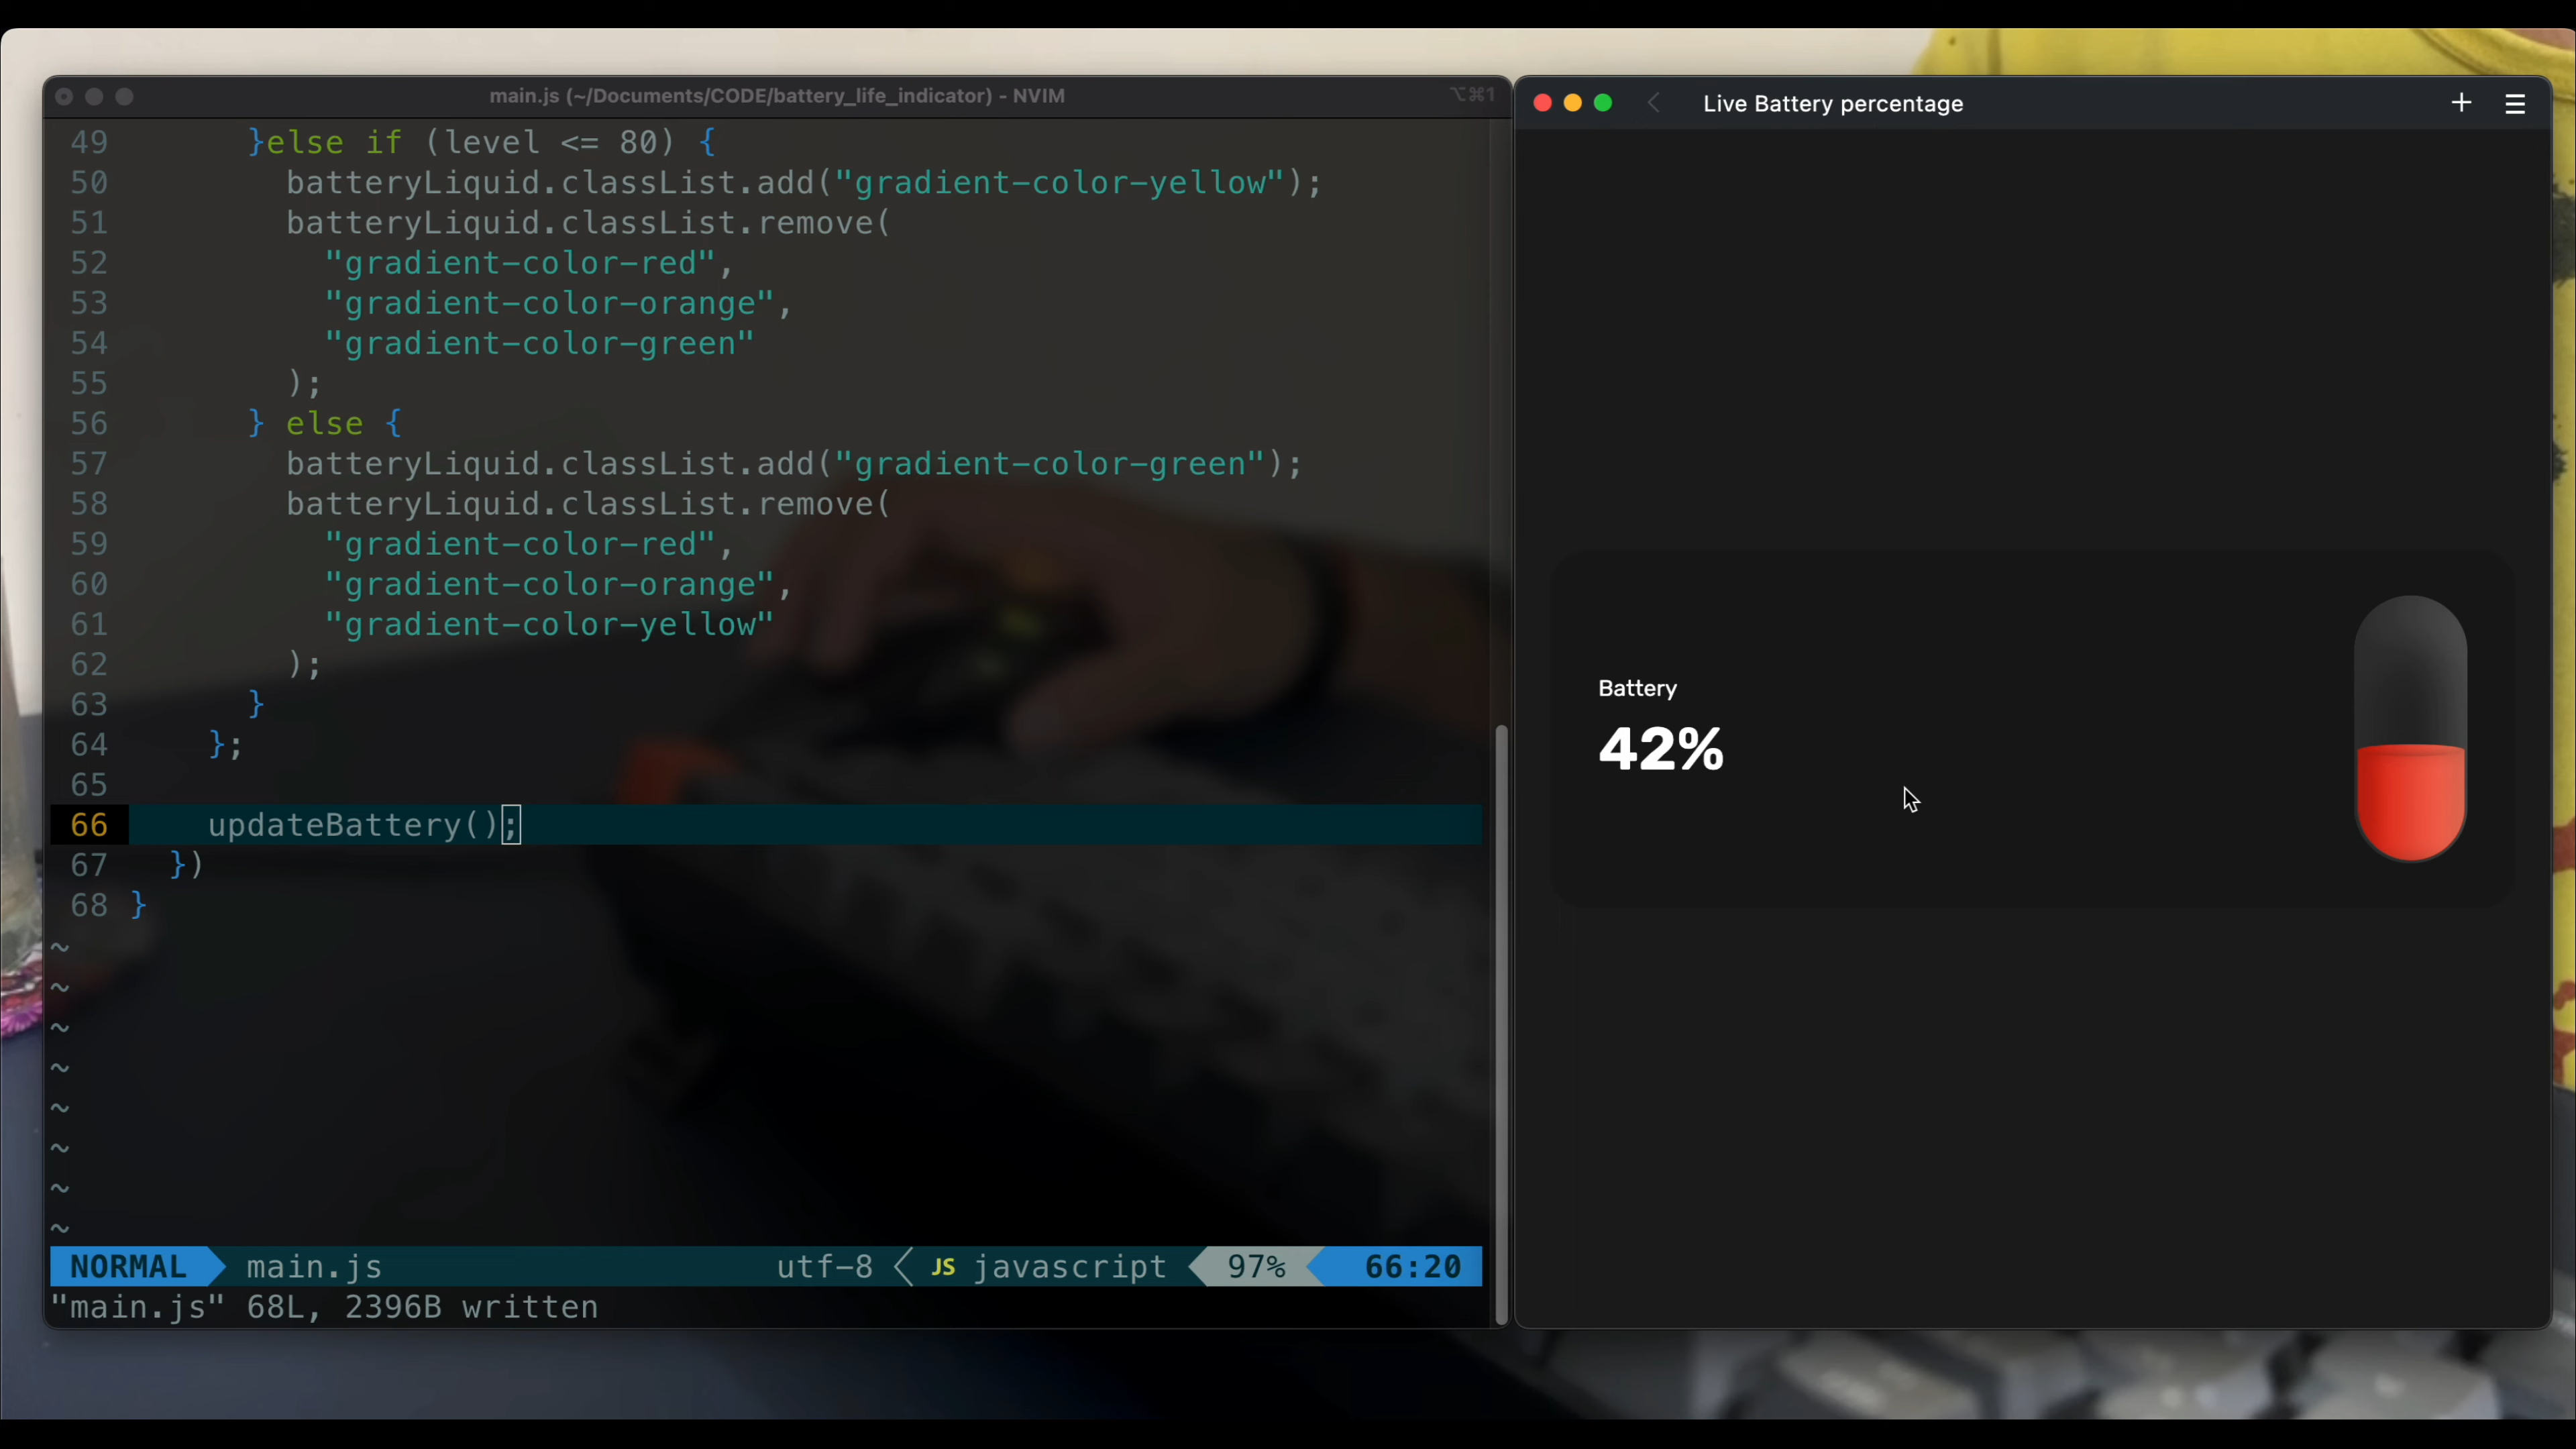 main.js (~/Documents/CODE/battery_life_indicator) - NVIM
⌥⌘1
49 }else if (level <= 80) {
50 batteryLiquid.classList.add("gradient-color-yellow");
51 batteryLiquid.classList.remove(
52 "gradient-color-red",
53 "gradient-color-orange",
54 "gradient-color-green"
55 );
56 } else {
57 batteryLiquid.classList.add("gradient-color-green");
58 batteryLiquid.classList.remove(
59 "gradient-color-red",
60 "gradient-color-orange",
61 "gradient-color-yellow"
62 );
63 }
64 };
65
66 updateBattery();
67 })
68 }
~
~
~
~
~
~
~
~
NORMAL main.js utf-8 JS javascript 97% 66:20
"main.js" 68L, 2396B written
Live Battery percentage
Battery
42%